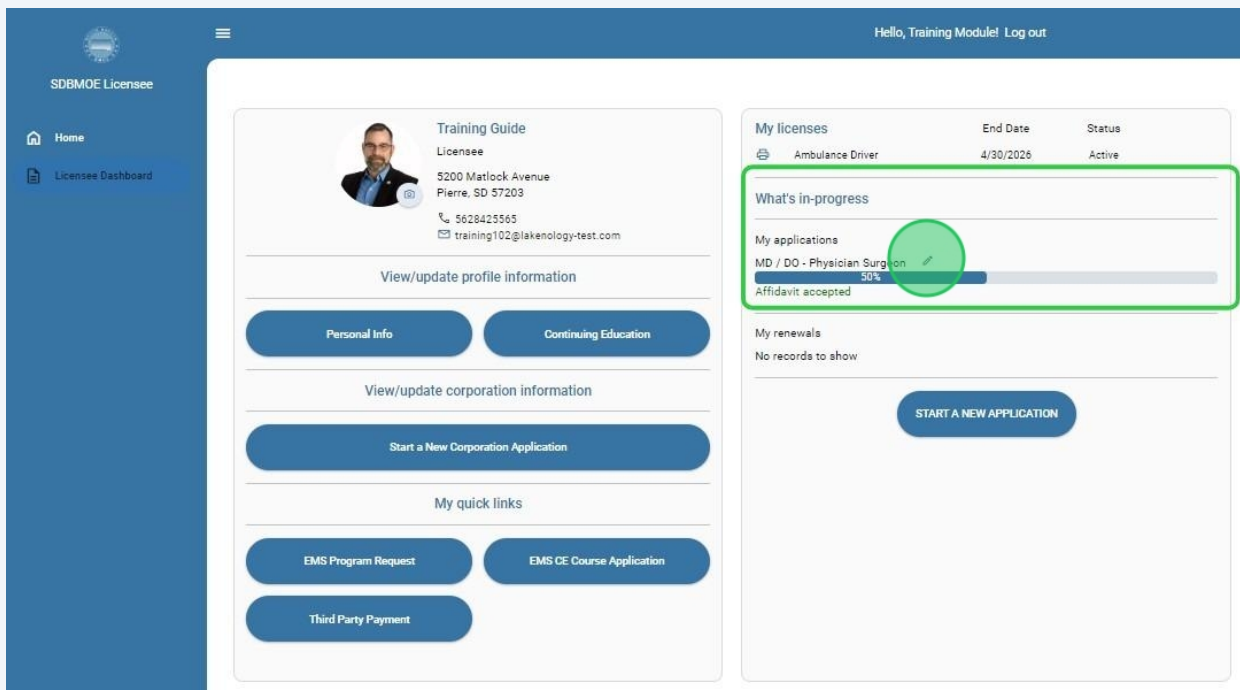 Hello, Training Module! Log out
SDBMOE Licensee
Home
Licensee Dashboard
Training Guide
Licensee
5200 Matlock Avenue
Pierre, SD 57203
5628425565
training102@lakenology-test.com
View/update profile information
Personal Info
Continuing Education
View/update corporation information
Start a New Corporation Application
My quick links
EMS Program Request
EMS CE Course Application
Third Party Payment
My licenses End Date Status
Ambulance Driver 4/30/2026 Active
What's in-progress
My applications
MD / DO - Physician Surgeon
50%
Affidavit accepted
My renewals
No records to show
START A NEW APPLICATION